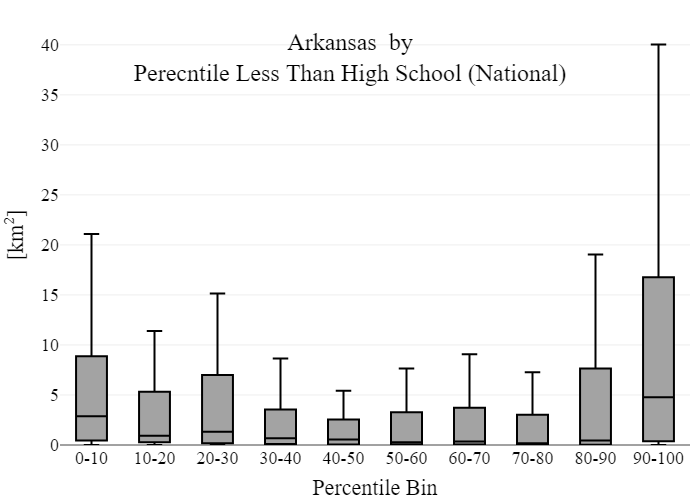 Arkansas by
Perecntile Less Than High School (National)
[km²]
40
35
30
25
20
15
10
5
0
0-10 10-20 20-30 30-40 40-50 50-60 60-70 70-80 80-90 90-100
Percentile Bin